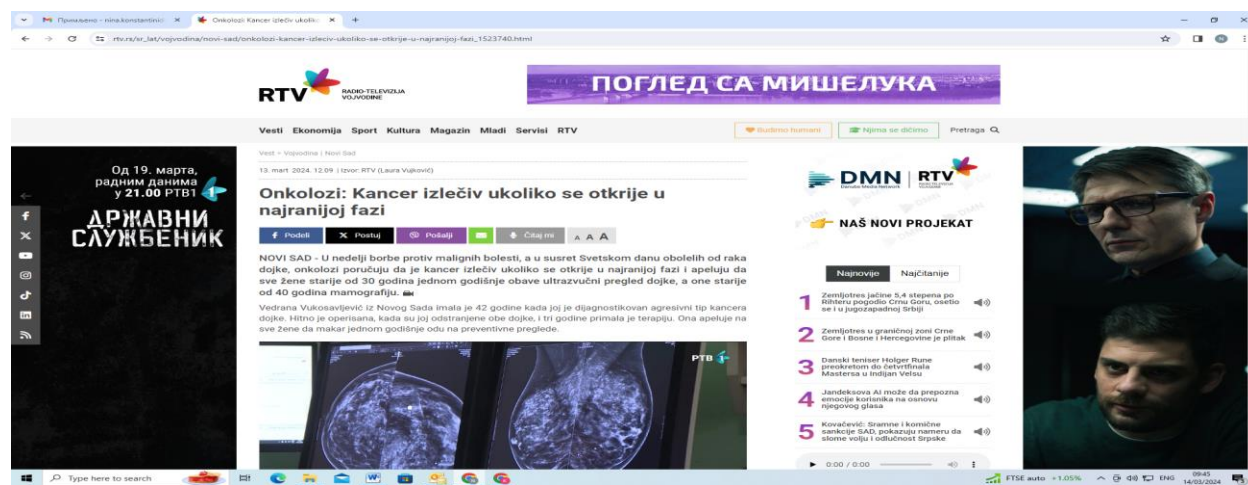 Onkolozi: Kancer izlečiv ukoliko
rtv.rs/sr_lat/vojvodina/novi-sad/onkolozi-kancer-izleciv-ukoliko-se-otkrije-u-najranijoj-fazi_1523740.html
RTV RADIO-TELEVIZIJA
VOJVODINE
ПОГЛЕД СА МИШЕЛУКА
Vesti Ekonomija Sport Kultura Magazin Mladi Servisi RTV
Budimo humani
Njima se dičimo
Pretraga
Од 19. марта,
радним данима
у 21.00 РТВ1
ДРЖАВНИ
СЛУЖБЕНИК
Vesti > Vojvodina | Novi Sad
13. mart 2024. 12:09 | Izvor: RTV (Laura Vujković)
Onkolozi: Kancer izlečiv ukoliko se otkrije u
najranijoj fazi
Podeli
Postuj
Pošalji
Čitaj mi
A A A
NOVI SAD - U nedelji borbe protiv malignih bolesti, a u susret Svetskom danu obolelih od raka
dojke, onkolozi poručuju da je kancer izlečiv ukoliko se otkrije u najranijoj fazi i apeluju da
sve žene starije od 30 godina jednom godišnje obave ultrazvučni pregled dojke, a one starije
od 40 godina mamografiju.
Vedrana Vukosavljević iz Novog Sada imala je 42 godine kada joj je dijagnostikovan agresivni tip kancera
dojke. Hitno je operisana, kada su joj odstranjene obe dojke, i tri godine primala je terapiju. Ona apeluje na
sve žene da makar jednom godišnje odu na preventivne preglede.
РТВ 1
DMN RTV
NAŠ NOVI PROJEKAT
Najnovije Najčitanije
1 Zemljotres jačine 5,4 stepena po
Rihteru pogodio Crnu Goru, osetio
se i u jugozapadnoj Srbiji
2 Zemljotres u graničnoj zoni Crne
Gore i Bosne i Hercegovine je plitak
3 Danski teniser Holger Rune
preokretom do četvrtfinala
Mastersa u Indijan Velsu
4 Jandeksova AI može da prepozna
emocije korisnika na osnovu
njegovog glasa
5 Kovačević: Sramne i komične
sankcije SAD, pokazuju nameru da
slome volju i odlučnost Srpske
0:00 / 0:00
Type here to search
FTSE auto +1.05%
ENG
09:45
14/03/2024